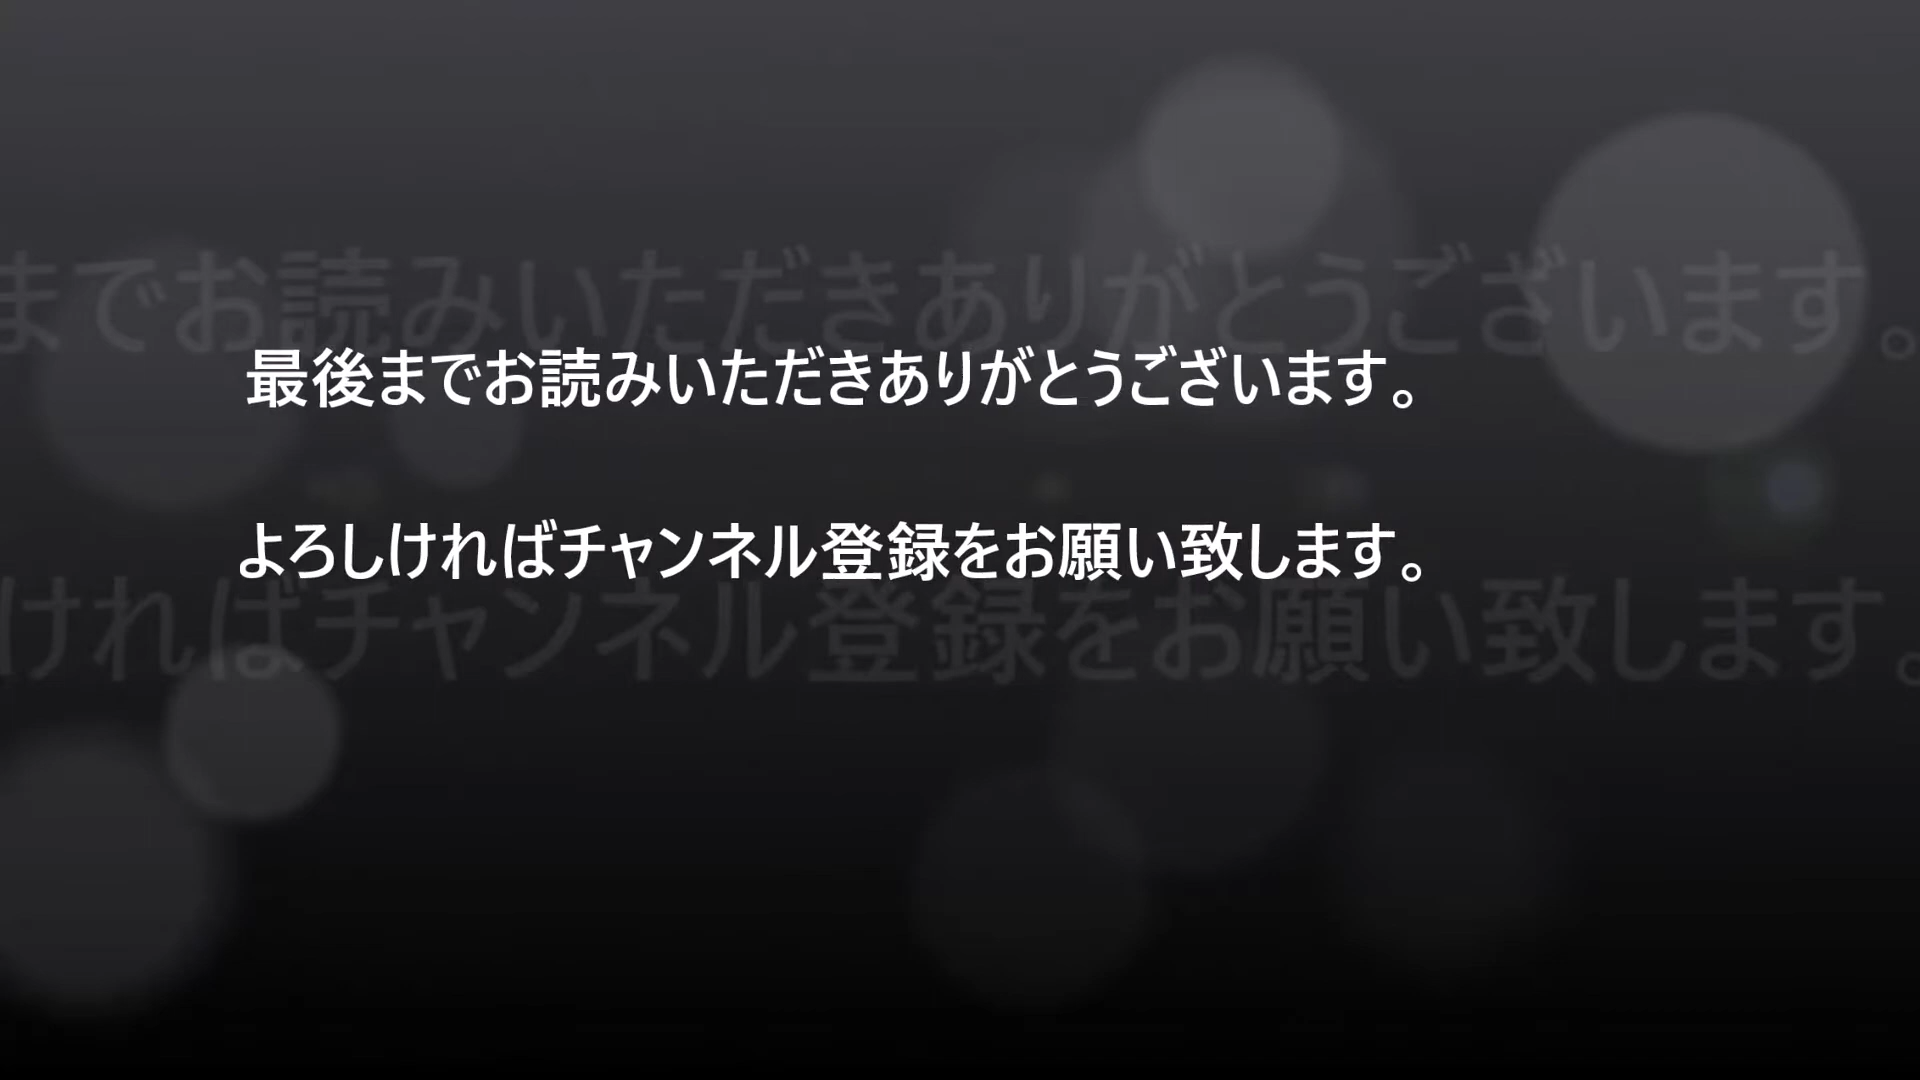 までお読みいただきありがとうございます。
最後までお読みいただきありがとうございます。
よろしければチャンネル登録をお願い致します。
ければチャンネル登録をお願い致します。